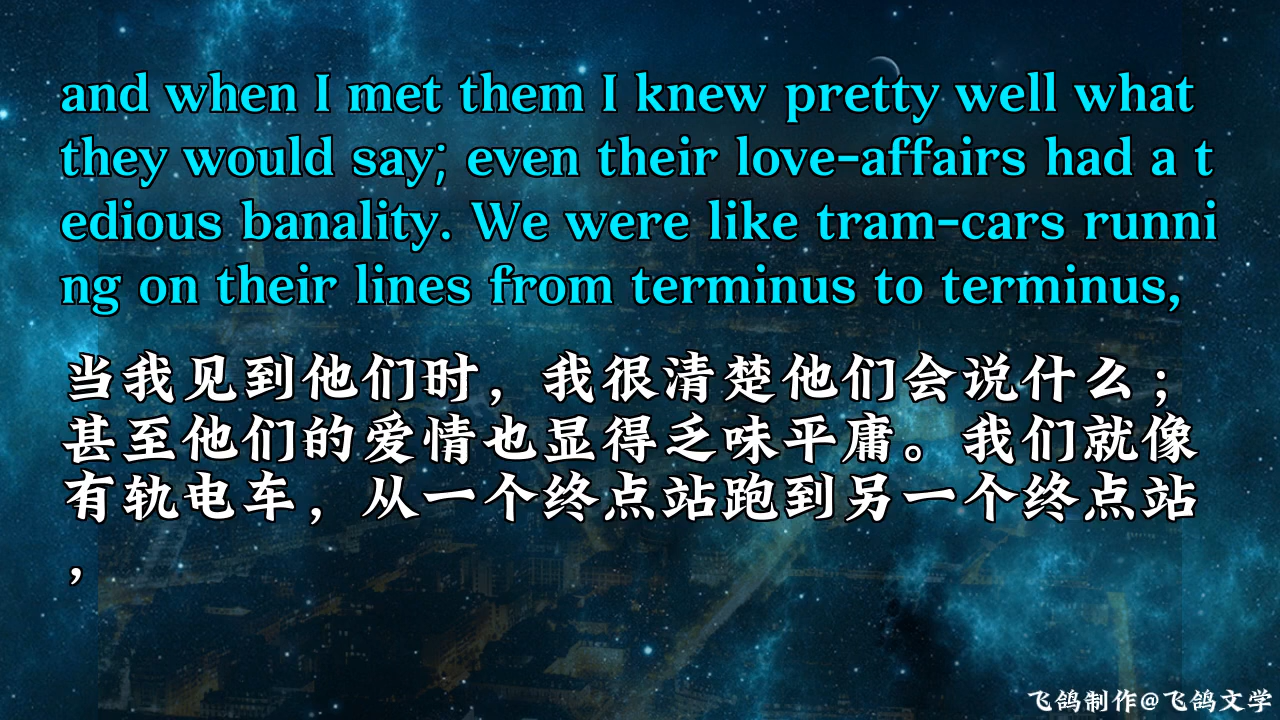 and when I met them I knew pretty well what
they would say; even their love-affairs had a t
edious banality. We were like tram-cars runni
ng on their lines from terminus to terminus,
当我见到他们时，我很清楚他们会说什么；
甚至他们的爱情也显得乏味平庸。我们就像
有轨电车，从一个终点站跑到另一个终点站
，
飞鸽制作@飞鸽文学